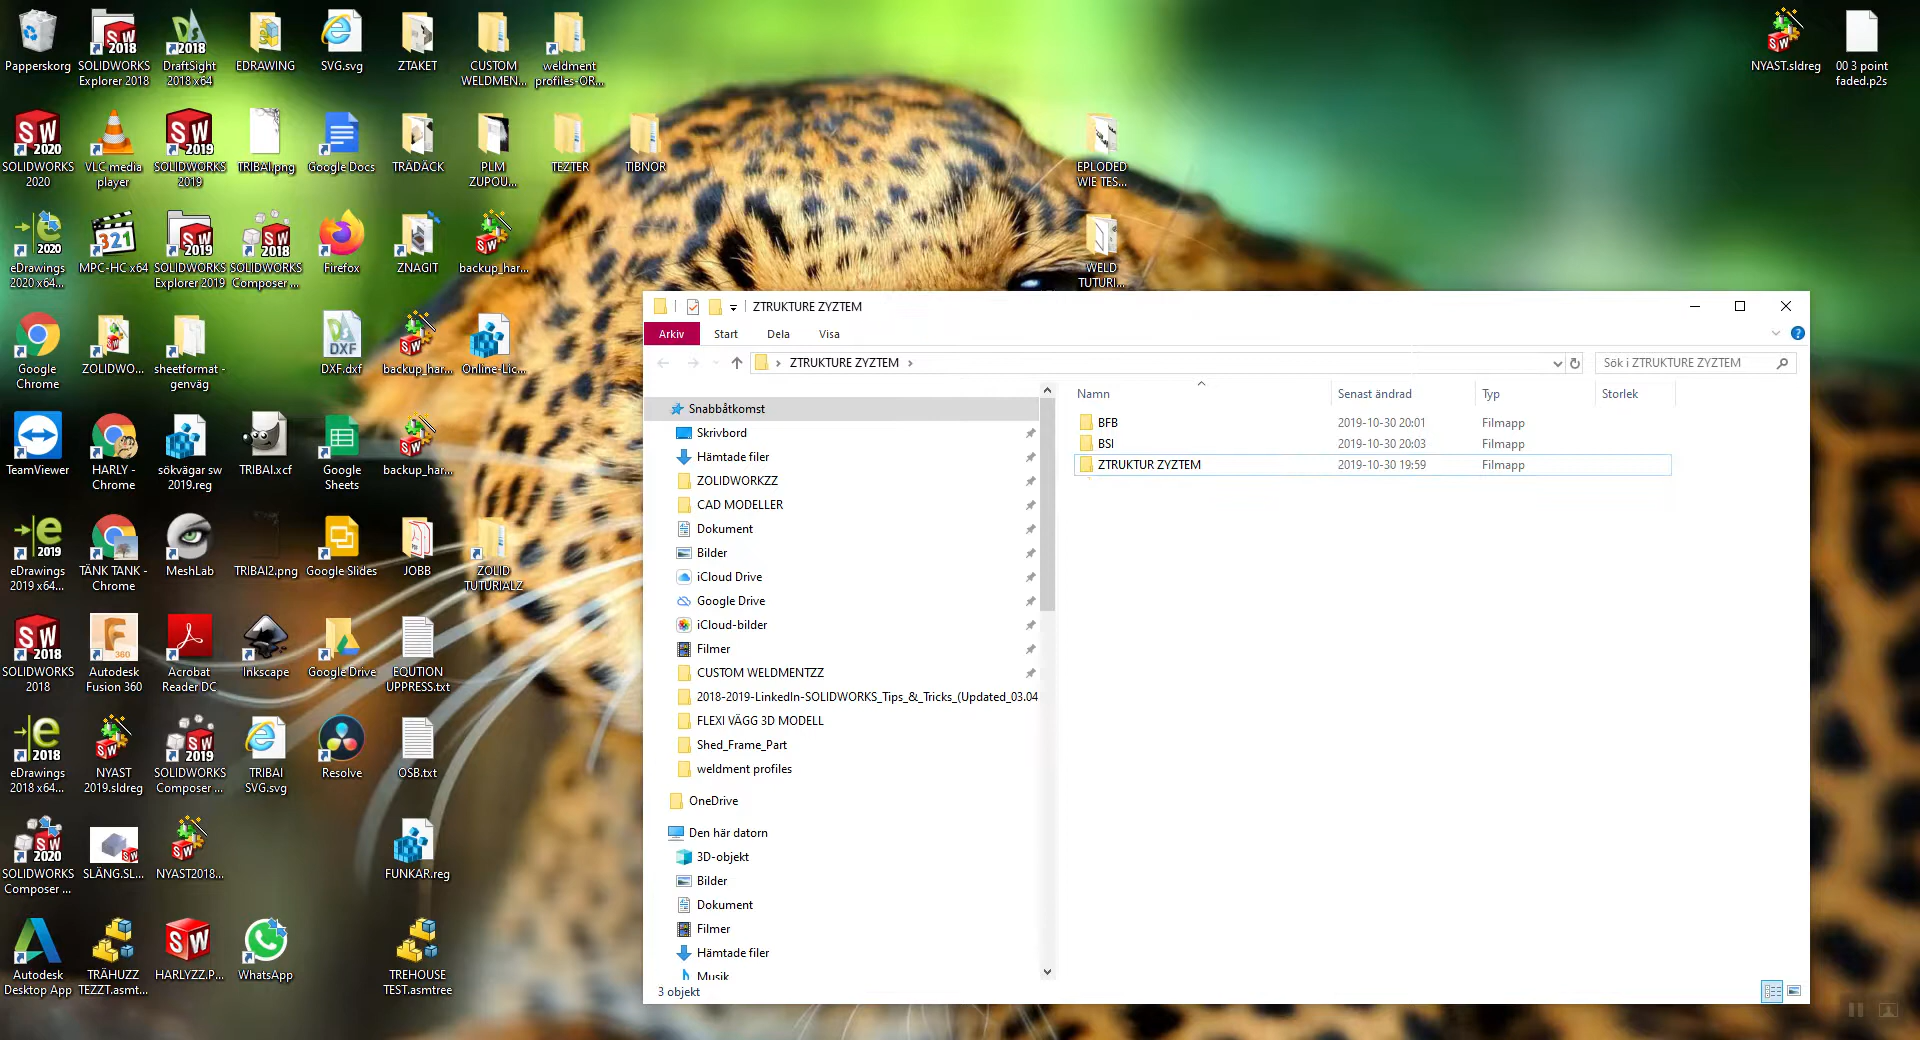 Papperskorg
SOLIDWORKS
Explorer 2018
DraftSight
2018 x64
EDRAWING
SVG.svg
ZTAKET
CUSTOM
WELDMEN...
weldment
profiles-OR...
NYAST.sldreg
00 3 point
faded.p2s
SOLIDWORKS
2020
VLC media
player
SOLIDWORKS
2019
TRIBAI.png
Google Docs
TRÄDÄCK
PLM
ZUPOU...
TEZTER
TIBNOR
EPLODED
WIE TES...
eDrawings
2020 x64...
MPC-HC x64
SOLIDWORKS
Explorer 2019
SOLIDWORKS
Composer ...
Firefox
ZNAGIT
backup_har...
WELD
TUTURI...
Google
Chrome
ZOLIDWO...
sheetformat -
genväg
DXF.dxf
backup_har...
Online-Lic...
TeamViewer
HARLY -
Chrome
sökvägar sw
2019.reg
TRIBAI.xcf
Google
Sheets
backup_har...
eDrawings
2019 x64...
TÄNK TANK -
Chrome
MeshLab
TRIBAI2.png
Google Slides
JOBB
ZOLID
TUTURIALZ
SOLIDWORKS
2018
Autodesk
Fusion 360
Acrobat
Reader DC
Inkscape
Google Drive
EQUTION
UPPRESS.txt
eDrawings
2018 x64...
NYAST
2019.sldreg
SOLIDWORKS
Composer ...
TRIBAI
SVG.svg
Resolve
OSB.txt
SOLIDWORKS
Composer ...
SLÄNG.SL...
NYAST2018...
FUNKAR.reg
Autodesk
Desktop App
TRÄHUZZ
TEZZT.asmt...
HARLYZZ.P...
WhatsApp
TREHOUSE
TEST.asmtree
ZTRUKTURE ZYZTEM
Arkiv Start Dela Visa
ZTRUKTURE ZYZTEM
Sök i ZTRUKTURE ZYZTEM
Snabbåtkomst
Skrivbord
Hämtade filer
ZOLIDWORKZZ
CAD MODELLER
Dokument
Bilder
iCloud Drive
Google Drive
iCloud-bilder
Filmer
CUSTOM WELDMENTZZ
2018-2019-LinkedIn-SOLIDWORKS_Tips_&_Tricks_(Updated_03.04
FLEXI VÄGG 3D MODELL
Shed_Frame_Part
weldment profiles
OneDrive
Den här datorn
3D-objekt
Bilder
Dokument
Filmer
Hämtade filer
Musik
Namn Senast ändrad Typ Storlek
BFB 2019-10-30 20:01 Filmapp
BSI 2019-10-30 20:03 Filmapp
ZTRUKTUR ZYZTEM 2019-10-30 19:59 Filmapp
3 objekt